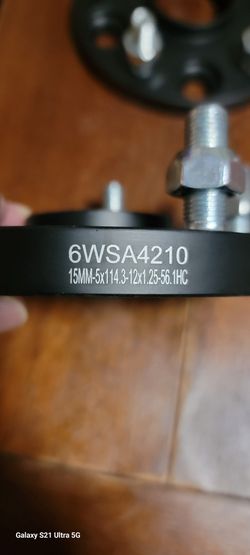 6WSA4210
15MM-5x114.3-12x1.25-56.1HC
Galaxy S21 Ultra 5G